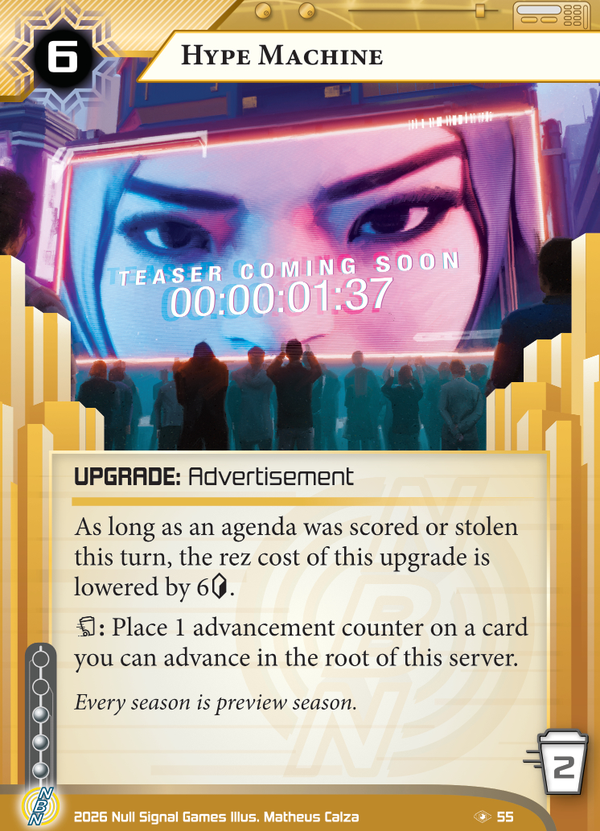 6
HYPE MACHINE
TEASER COMING SOON
00:00:01:37
UPGRADE: Advertisement
As long as an agenda was scored or stolen
this turn, the rez cost of this upgrade is
lowered by 6.
: Place 1 advancement counter on a card
you can advance in the root of this server.
Every season is preview season.
2
NBN
2026 Null Signal Games Illus. Matheus Calza
55